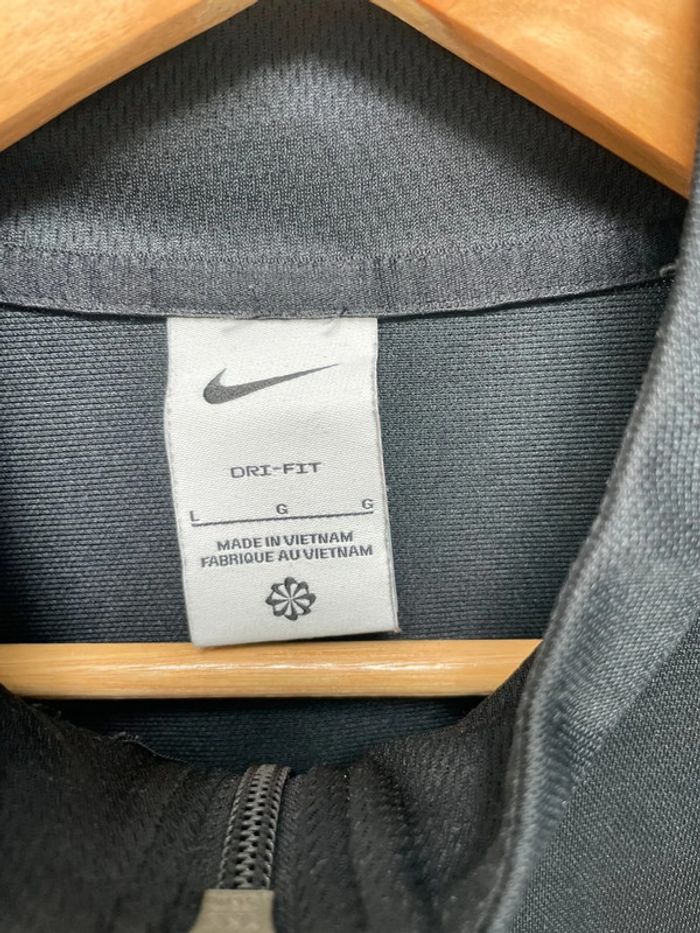 DRI-FIT
L G G
MADE IN VIETNAM
FABRIQUE AU VIETNAM